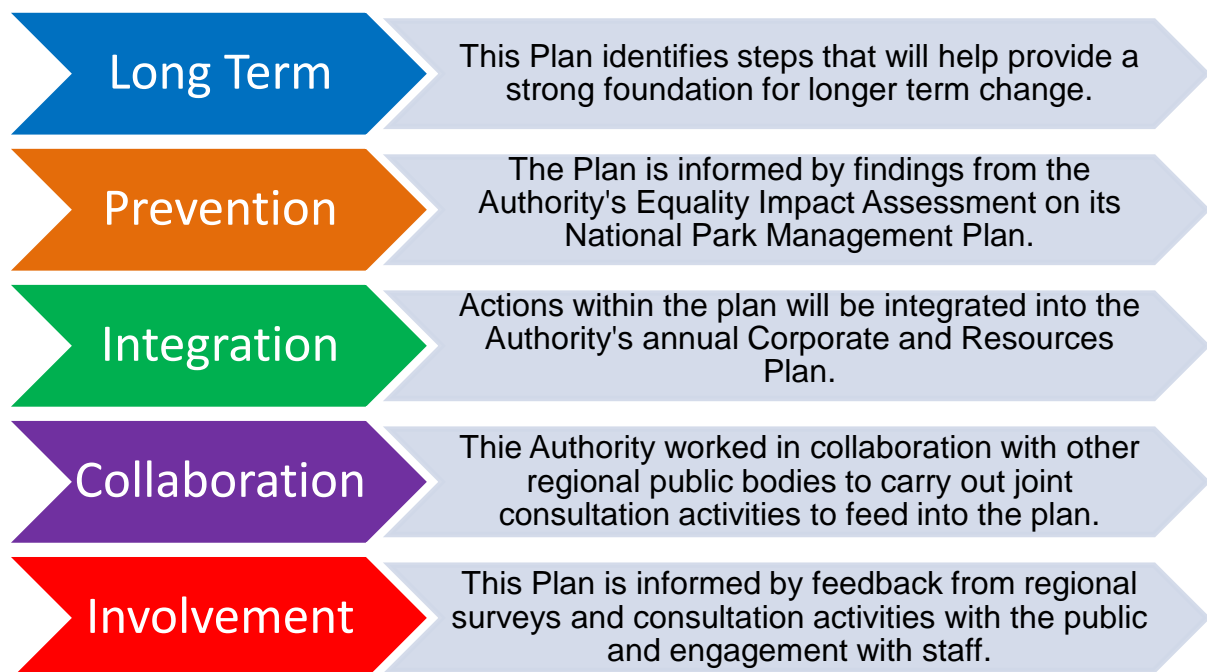 Long Term
This Plan identifies steps that will help provide a
strong foundation for longer term change.
Prevention
The Plan is informed by findings from the
Authority's Equality Impact Assessment on its
National Park Management Plan.
Integration
Actions within the plan will be integrated into the
Authority's annual Corporate and Resources
Plan.
Collaboration
Thie Authority worked in collaboration with other
regional public bodies to carry out joint
consultation activities to feed into the plan.
Involvement
This Plan is informed by feedback from regional
surveys and consultation activities with the public
and engagement with staff.